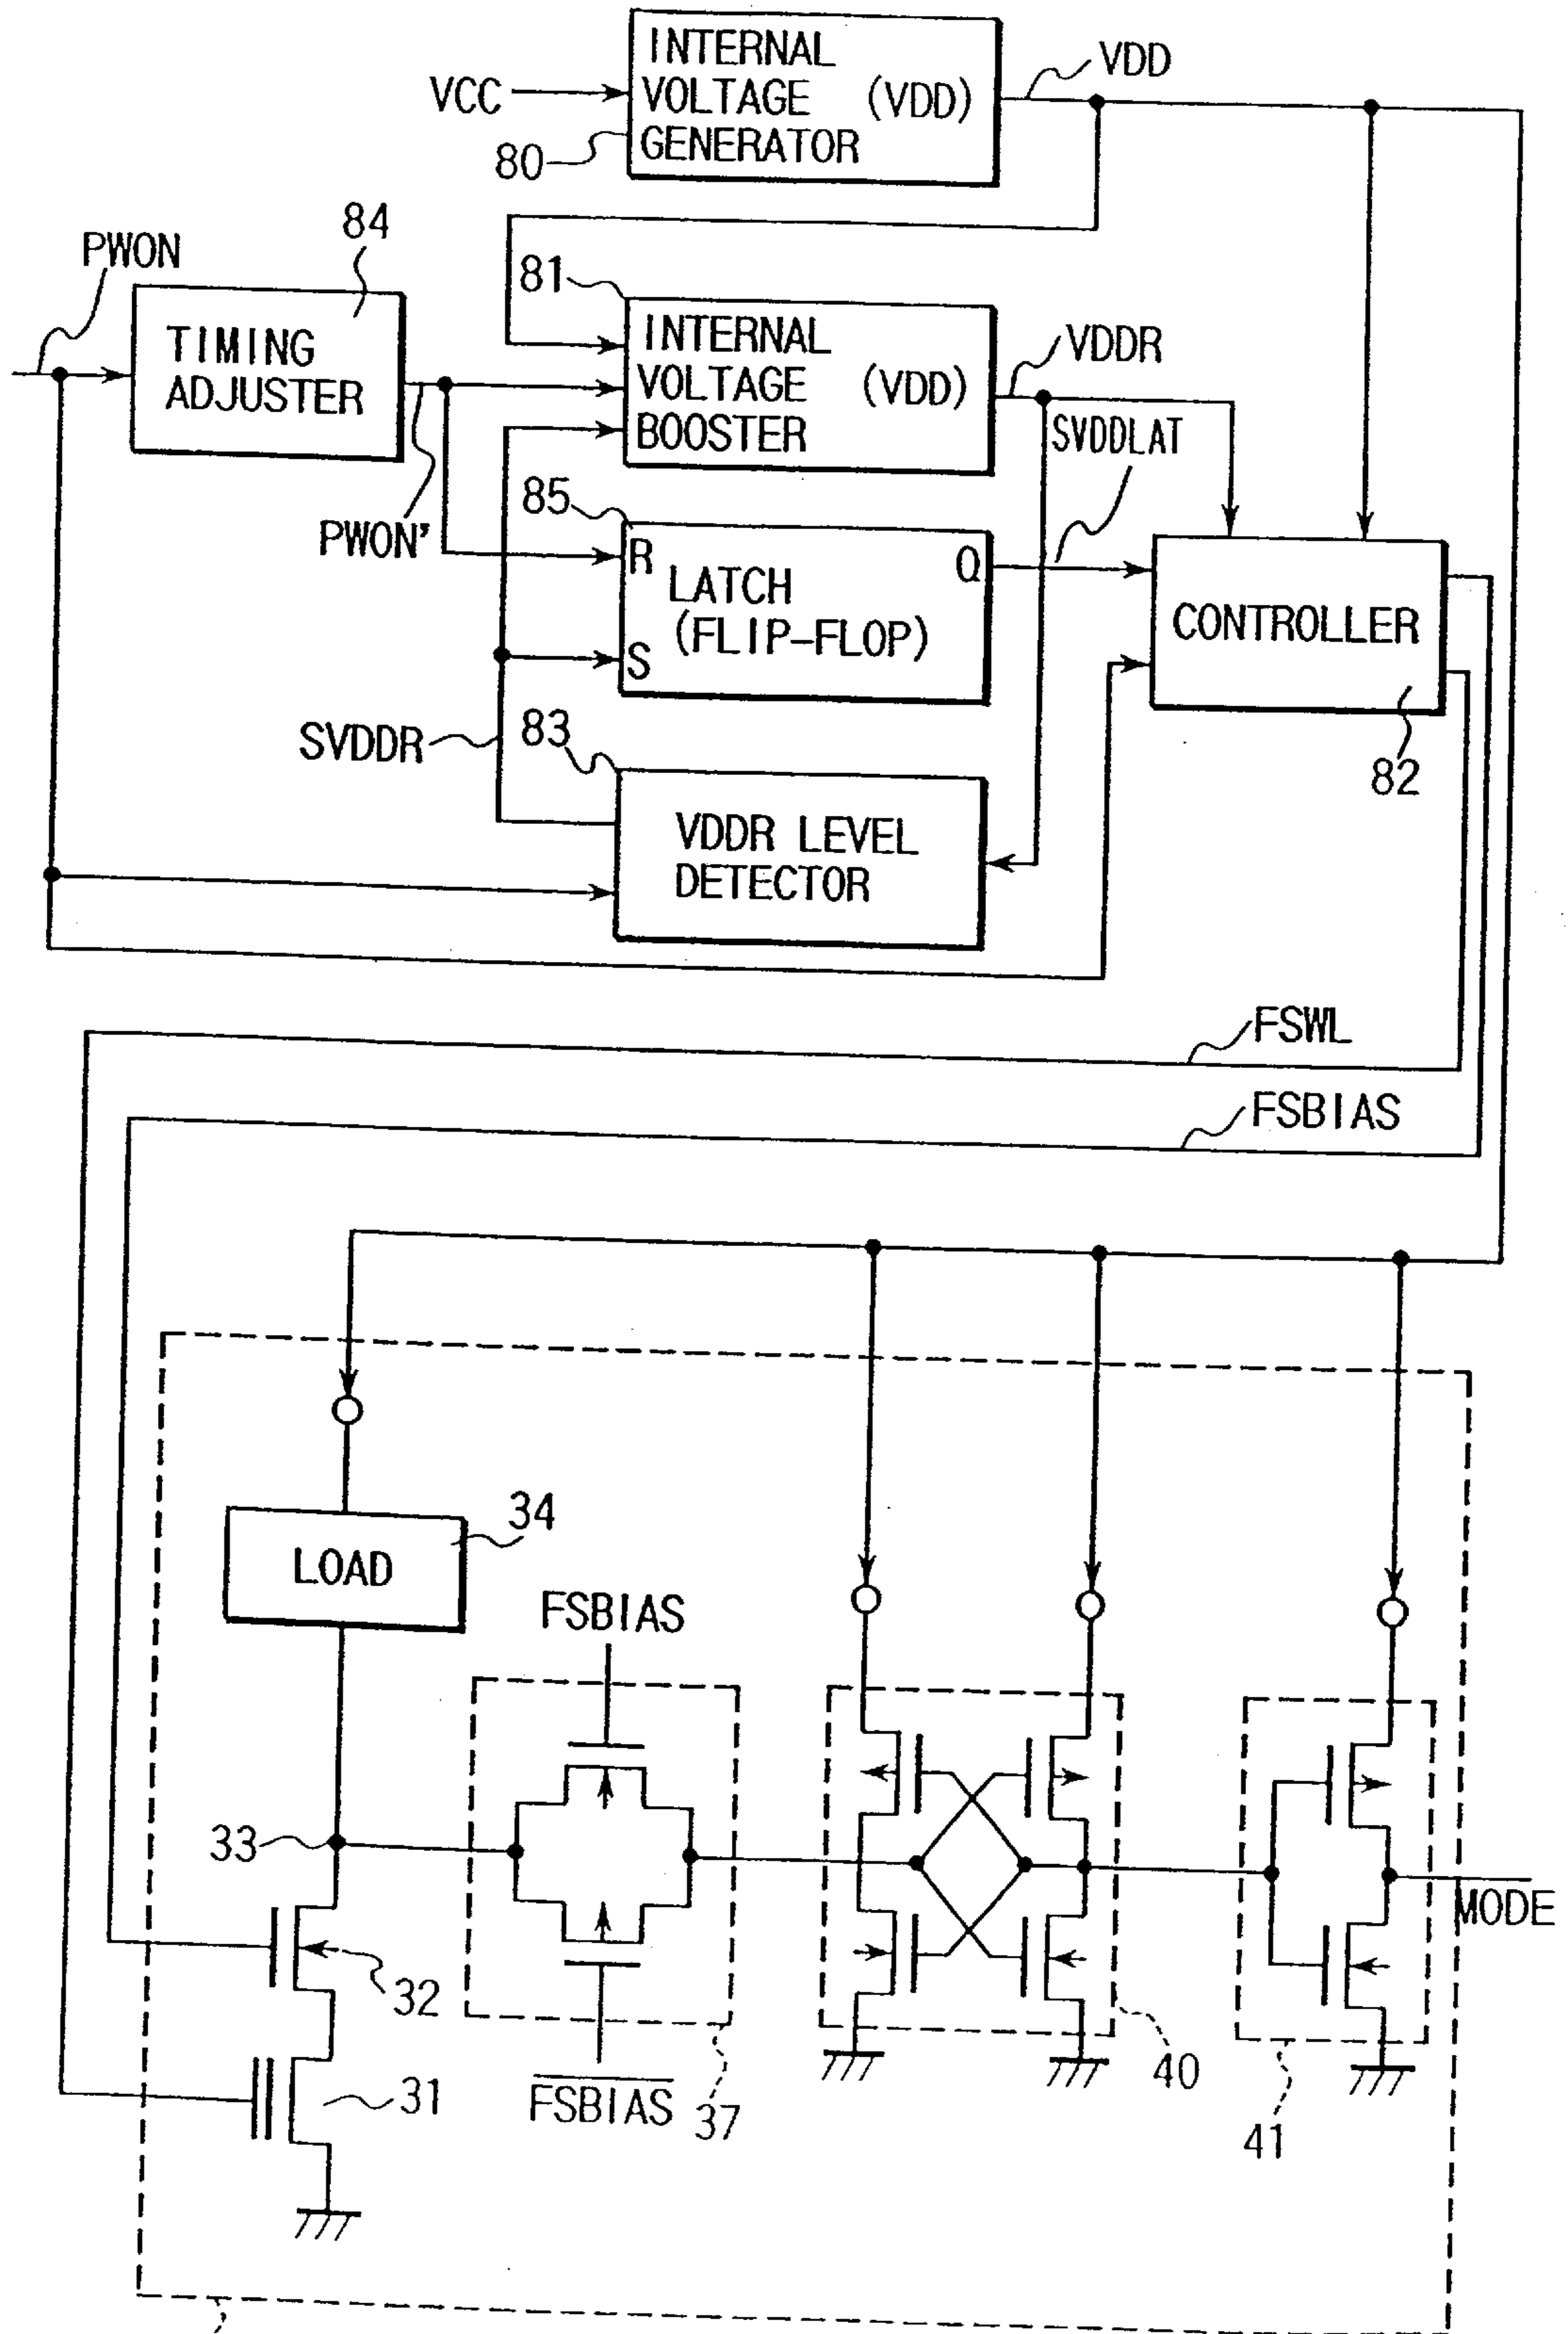 INTERNAL
VOLTAGE (VDD)
GENERATOR
VCC
80
VDD
PWON
84
TIMING
ADJUSTER
PWON'
81
INTERNAL
VOLTAGE (VDD)
BOOSTER
VDDR
SVDDLAT
85
R
LATCH
(FLIP-FLOP)
Q
S
CONTROLLER
82
SVDDR
83
VDDR LEVEL
DETECTOR
FSWL
FSBIAS
LOAD
34
FSBIAS
33
32
31
FSBIAS
37
40
41
MODE